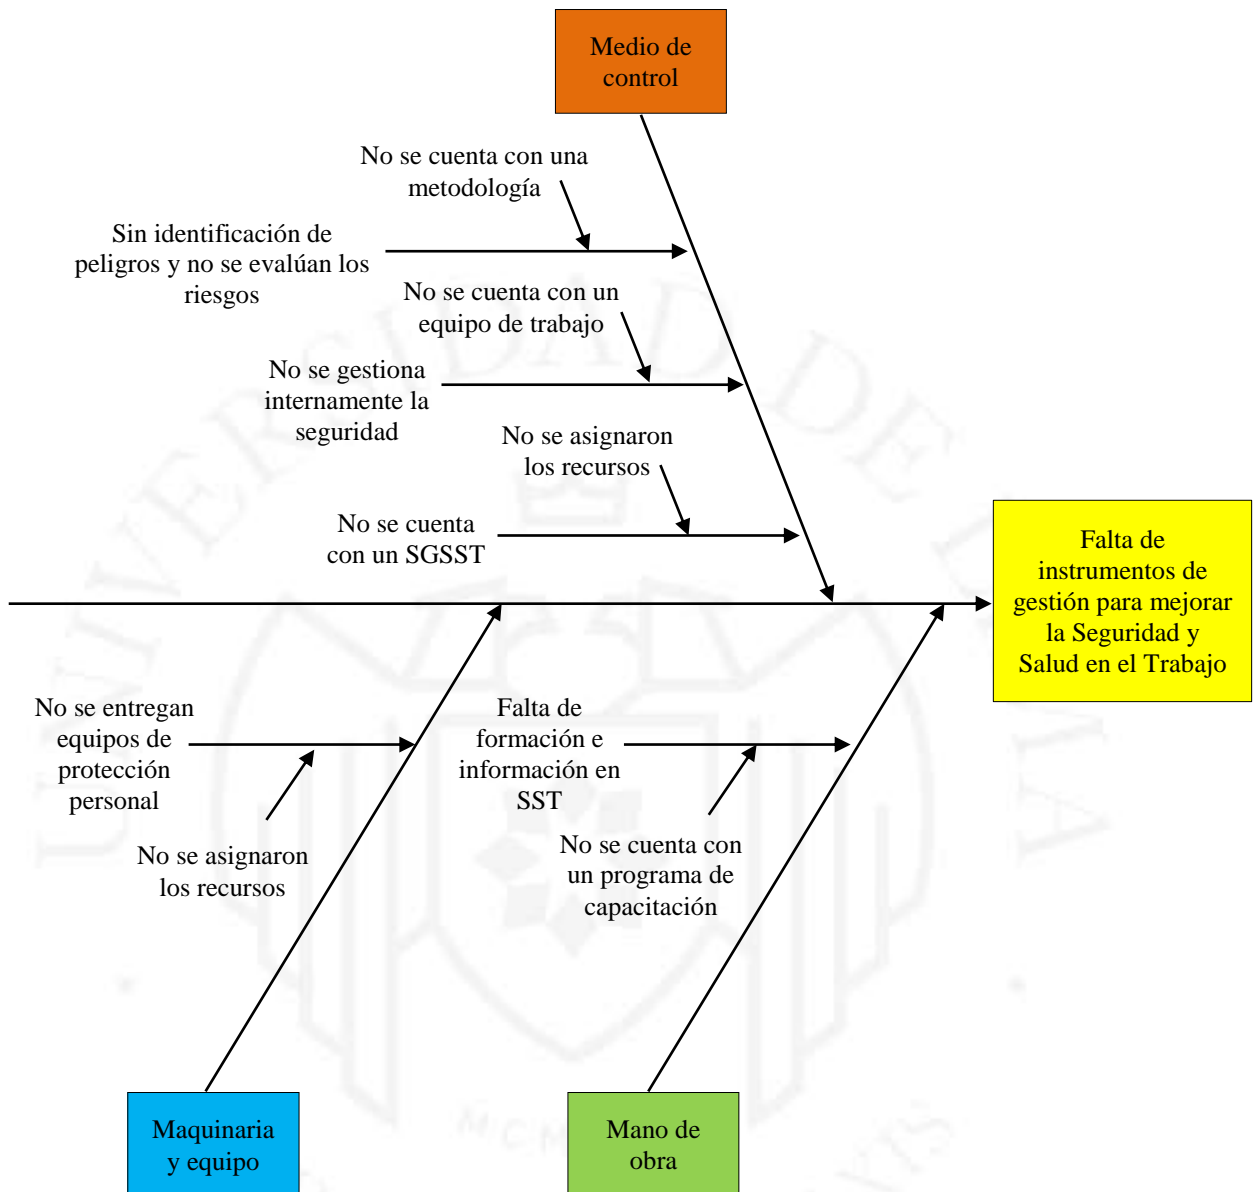 Medio de
control
No se cuenta con una
metodología
Sin identificación de
peligros y no se evalúan los
riesgos
No se cuenta con un
equipo de trabajo
No se gestiona
internamente la
seguridad
No se asignaron
los recursos
No se cuenta
con un SGSST
Falta de
instrumentos de
gestión para mejorar
la Seguridad y
Salud en el Trabajo
No se entregan
equipos de
protección
personal
No se asignaron
los recursos
Falta de
formación e
información en
SST
No se cuenta con
un programa de
capacitación
Maquinaria
y equipo
Mano de
obra
UNIVERSIDAD DE LIMA